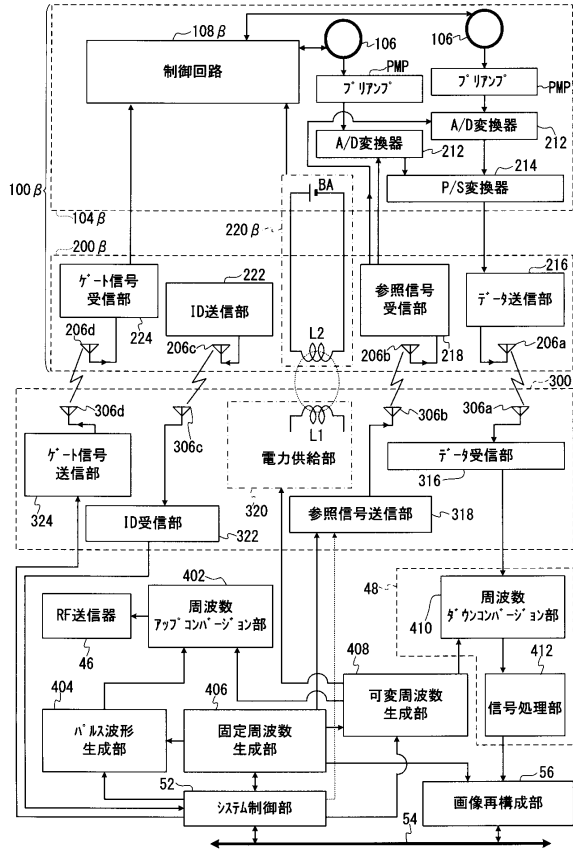 108β
制御回路
106
106
PMP
ﾌﾟﾘｱﾝﾌﾟ
ﾌﾟﾘｱﾝﾌﾟ
PMP
A/D変換器
212
A/D変換器
212
214
P/S変換器
100β
104β
BA
220β
200β
ｹﾞｰﾄ信号
受信部
224
222
ID送信部
参照信号
受信部
218
216
ﾃﾞｰﾀ送信部
206d
206c
L2
206b
206a
300
306d
306c
L1
306b
306a
ｹﾞｰﾄ信号
送信部
324
電力供給部
320
ﾃﾞｰﾀ受信部
316
ID受信部
322
参照信号送信部
318
402
周波数
ｱｯﾌﾟｺﾝﾊﾞｰｼﾞｮﾝ部
RF送信器
46
48
410
周波数
ﾀﾞｳﾝｺﾝﾊﾞｰｼﾞｮﾝ部
412
信号処理部
404
ﾊﾟﾙｽ波形
生成部
406
固定周波数
生成部
408
可変周波数
生成部
52
システム制御部
56
画像再構成部
54